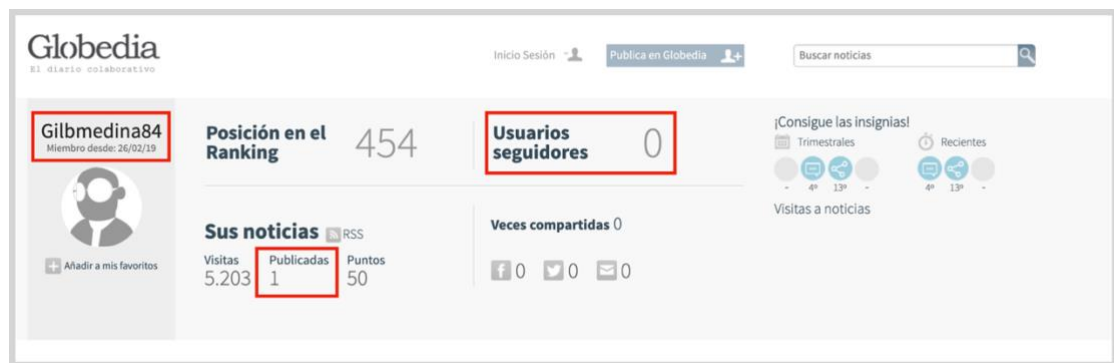 Globedia
El diario colaborativo
Inicio Sesión
Publica en Globedia
Buscar noticias
Gilbmedina84
Miembro desde: 26/02/19
Añadir a mis favoritos
Posición en el
Ranking
454
Usuarios
seguidores
0
Sus noticias RSS
Visitas Publicadas Puntos
5.203 1 50
Veces compartidas 0
0 0 0
¡Consigue las insignias!
Trimestrales Recientes
- 4º 13º - 4º 13º -
Visitas a noticias